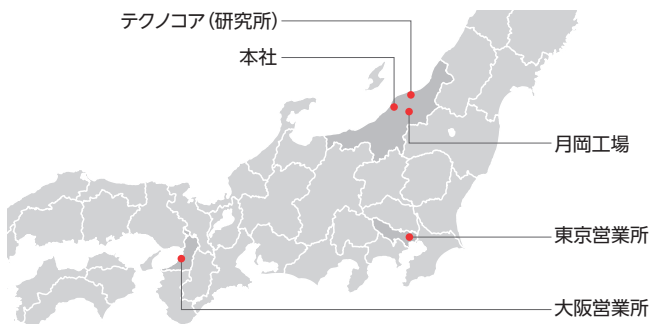 テクノコア（研究所）
本社
月岡工場
東京営業所
大阪営業所